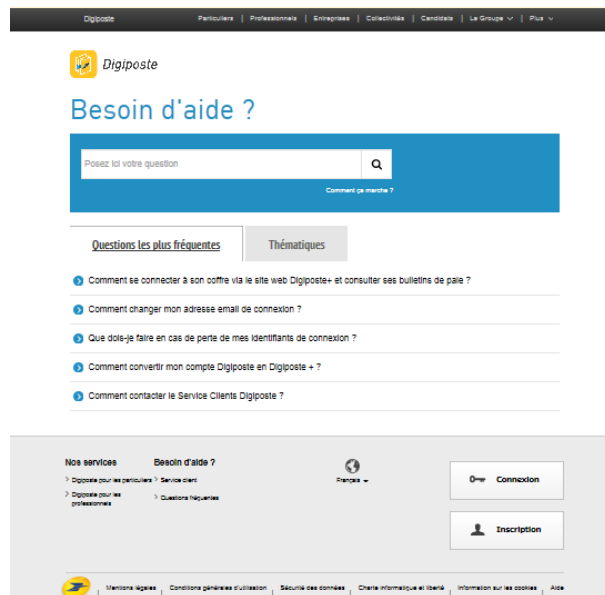 Digiposte Particuliers | Professionnels | Entreprises | Collectivités | Candidats | Le Groupe | Plus
Digiposte
Besoin d'aide ?
Posez ici votre question
Comment ça marche ?
Questions les plus fréquentes Thématiques
Comment se connecter à son coffre via le site web Digiposte+ et consulter ses bulletins de paie ?
Comment changer mon adresse email de connexion ?
Que dois-je faire en cas de perte de mes identifiants de connexion ?
Comment convertir mon compte Digiposte en Digiposte + ?
Comment contacter le Service Clients Digiposte ?
Nos services
> Digiposte pour les particuliers
> Digiposte pour les
professionnels
Besoin d'aide ?
> Service client
> Questions fréquentes
Français
Connexion
Inscription
Mentions légales | Conditions générales d'utilisation | Sécurité des données | Charte informatique et liberté | Information sur les cookies | Aide